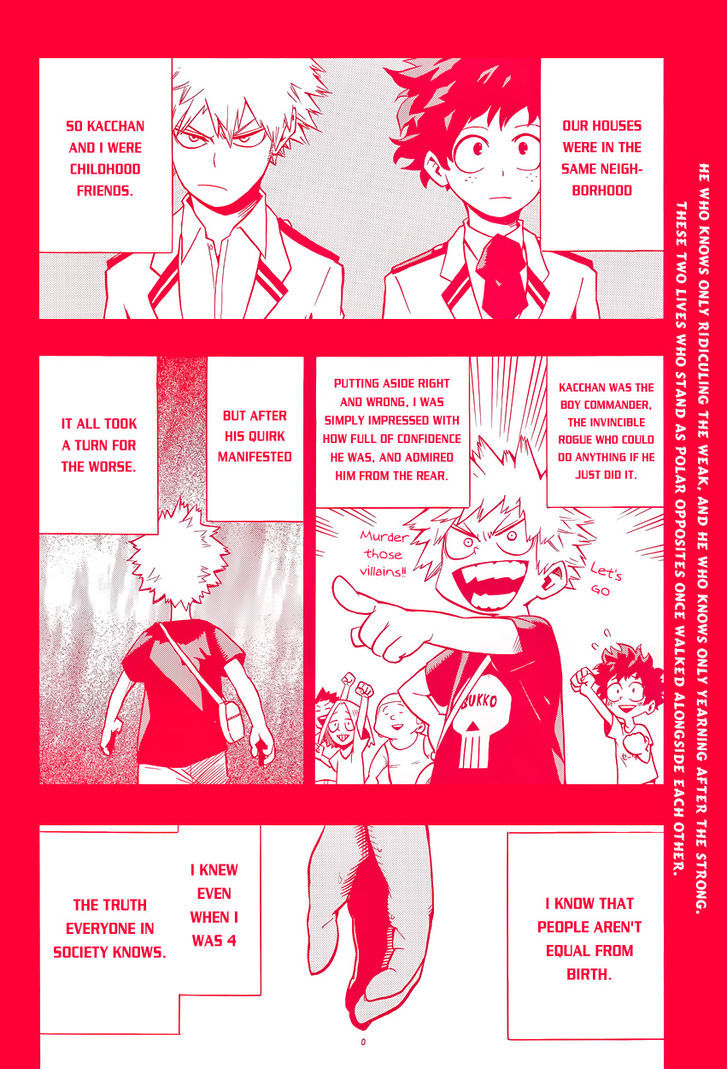 HE WHO KNOWS ONLY RIDICULING THE WEAK, AND HE WHO KNOWS ONLY YEARNING AFTER THE STRONG.
THESE TWO LIVES WHO STAND AS POLAR OPPOSITES ONCE WALKED ALONGSIDE EACH OTHER.
OUR HOUSES
WERE IN THE
SAME NEIGH-
BORHOOD
SO KACCHAN
AND I WERE
CHILDHOOD
FRIENDS.
KACCHAN WAS THE
BOY COMMANDER,
THE INVINCIBLE
ROGUE WHO COULD
DO ANYTHING IF HE
JUST DID IT.
PUTTING ASIDE RIGHT
AND WRONG, I WAS
SIMPLY IMPRESSED WITH
HOW FULL OF CONFIDENCE
HE WAS, AND ADMIRED
HIM FROM THE REAR.
Murder
those
villains!!
Let's
GO
BUKKO
BUT AFTER
HIS QUIRK
MANIFESTED
IT ALL TOOK
A TURN FOR
THE WORSE.
I KNOW THAT
PEOPLE AREN'T
EQUAL FROM
BIRTH.
I KNEW
EVEN
WHEN I
WAS 4
THE TRUTH
EVERYONE IN
SOCIETY KNOWS.